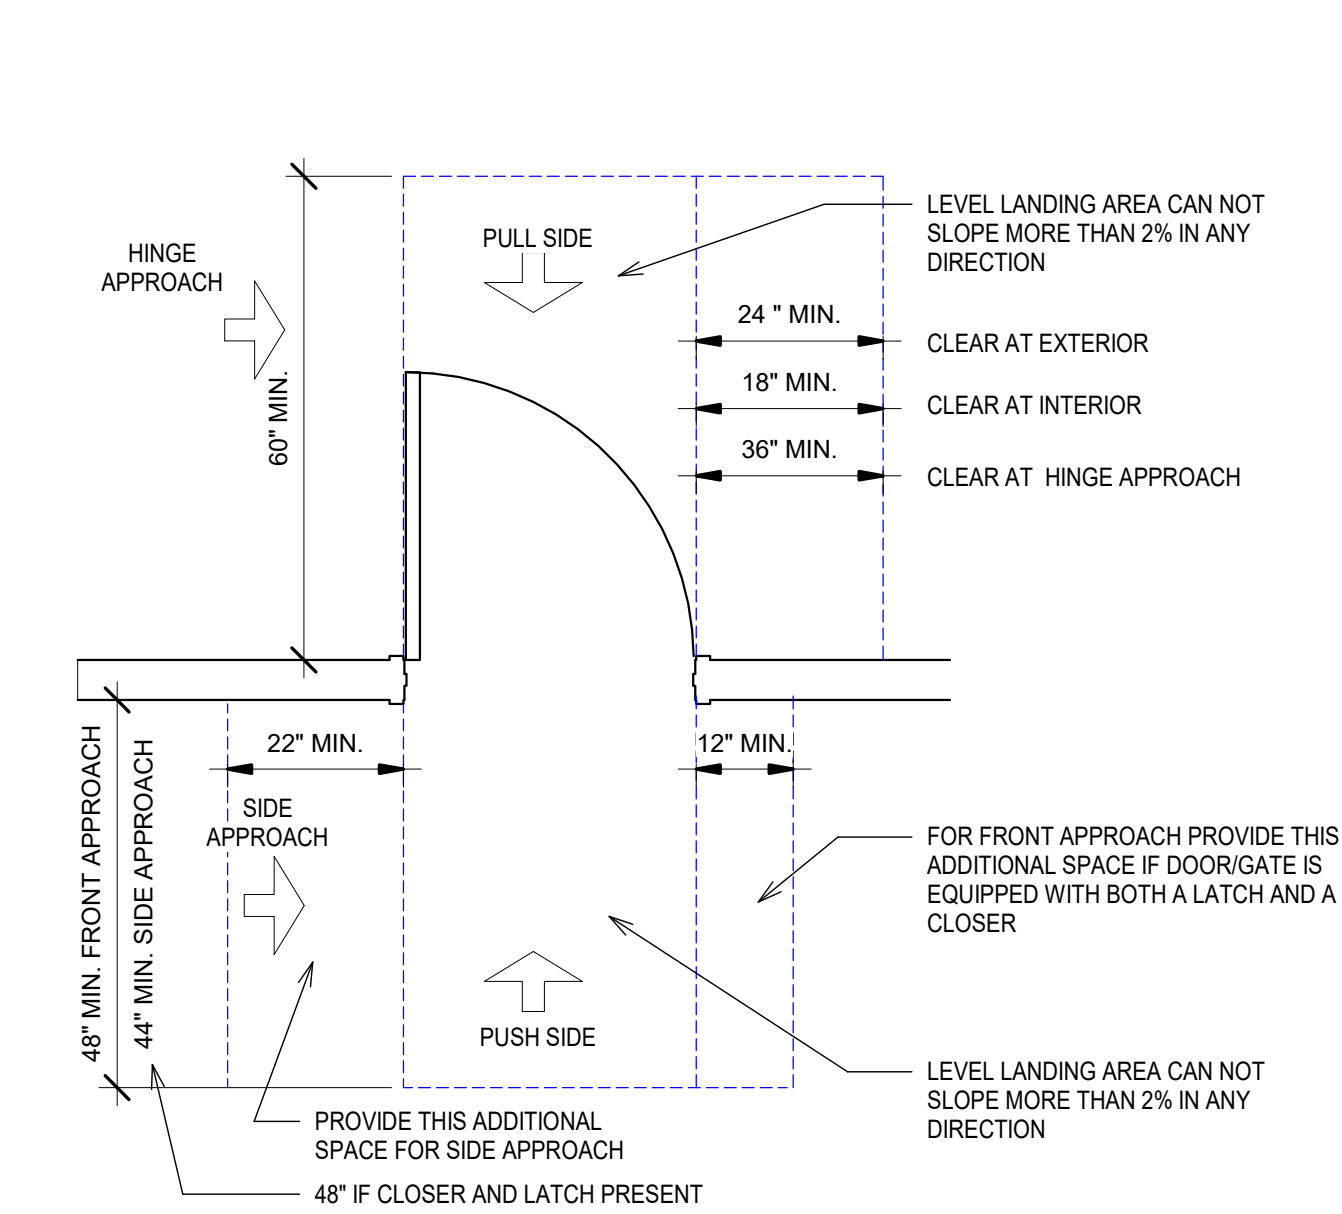 LEVEL LANDING AREA CAN NOT
SLOPE MORE THAN 2% IN ANY
DIRECTION
HINGE
APPROACH
PULL SIDE
24 " MIN.
CLEAR AT EXTERIOR
18" MIN.
CLEAR AT INTERIOR
60" MIN.
36" MIN.
CLEAR AT  HINGE APPROACH
48" MIN. FRONT APPROACH
44" MIN. SIDE APPROACH
22" MIN.
12" MIN.
SIDE
APPROACH
FOR FRONT APPROACH PROVIDE THIS
ADDITIONAL SPACE IF DOOR/GATE IS
EQUIPPED WITH BOTH A LATCH AND A
CLOSER
PUSH SIDE
LEVEL LANDING AREA CAN NOT
SLOPE MORE THAN 2% IN ANY
DIRECTION
PROVIDE THIS ADDITIONAL
SPACE FOR SIDE APPROACH
48" IF CLOSER AND LATCH PRESENT